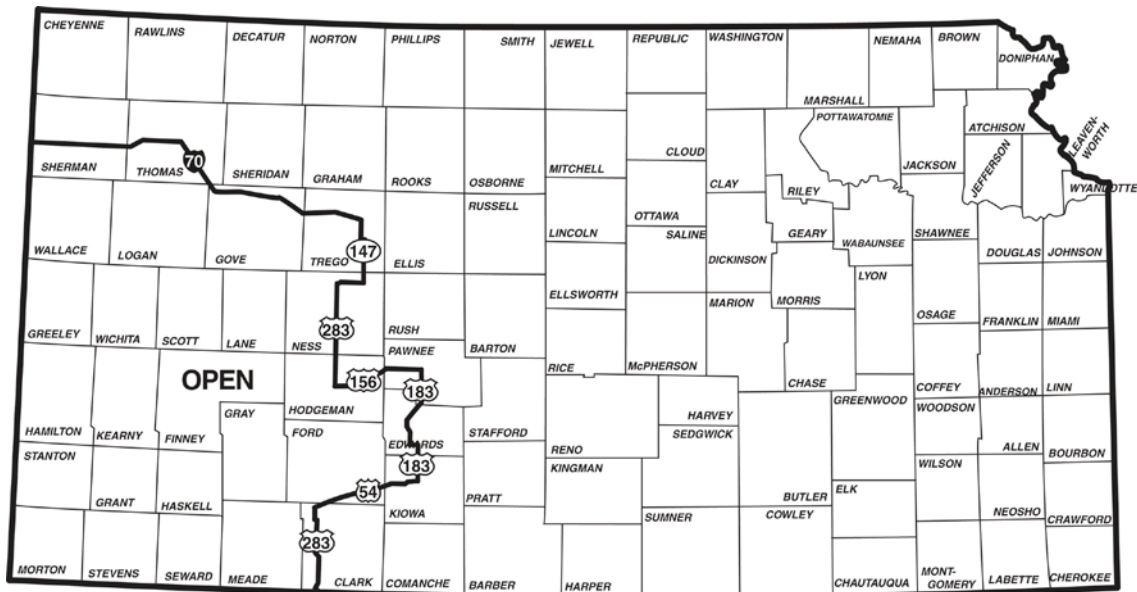 CHEYENNE RAWLINS DECATUR NORTON PHILLIPS SMITH JEWELL REPUBLIC WASHINGTON NEMAHA BROWN
DONIPHAN
MARSHALL
POTTAWATOMIE
ATCHISON
LEAVEN-
WORTH
CLOUD
70
SHERMAN THOMAS SHERIDAN GRAHAM ROOKS OSBORNE MITCHELL CLAY RILEY JACKSON JEFFERSON WYANDOTTE
RUSSELL
OTTAWA
LINCOLN SALINE GEARY SHAWNEE
WALLACE LOGAN GOVE TREGO 147 ELLIS DICKINSON WABAUNSEE DOUGLAS JOHNSON
LYON
ELLSWORTH MARION MORRIS
OSAGE FRANKLIN MIAMI
GREELEY WICHITA SCOTT LANE NESS 283 RUSH
PAWNEE BARTON
RICE McPHERSON CHASE
OPEN 156 183
COFFEY ANDERSON LINN
GREENWOOD
WOODSON
GRAY HODGEMAN HARVEY
HAMILTON KEARNY FINNEY FORD EDWARDS STAFFORD RENO SEDGWICK ALLEN BOURBON
STANTON 183 KINGMAN WILSON
GRANT HASKELL 54 PRATT BUTLER ELK
KIOWA SUMNER COWLEY NEOSHO CRAWFORD
283
MORTON STEVENS SEWARD MEADE CLARK COMANCHE BARBER HARPER CHAUTAUQUA MONT-
GOMERY LABETTE CHEROKEE